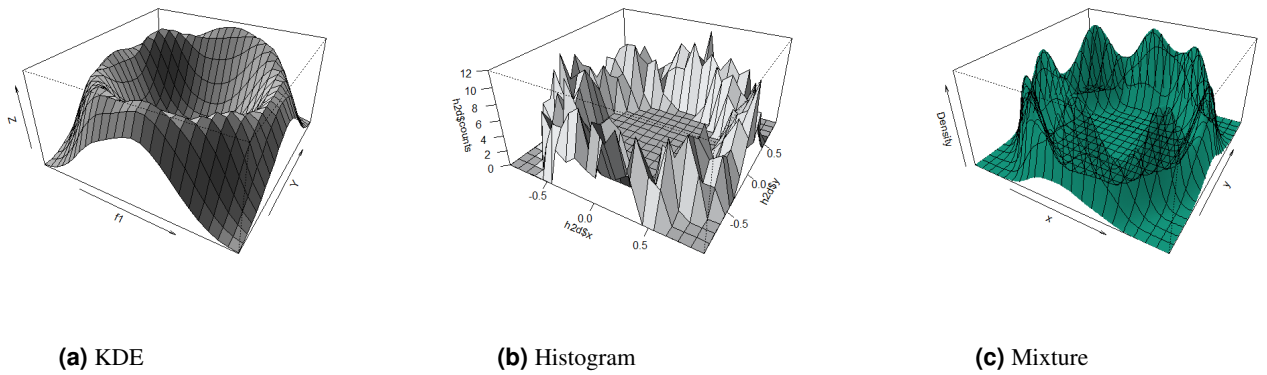 Z
f1
Y
(a) KDE
12
10
8
6
4
2
0
h2d$counts
-0.5
0.0
0.5
h2d$x
-0.5
0.0
0.5
h2d$y
(b) Histogram
Density
x
y
(c) Mixture